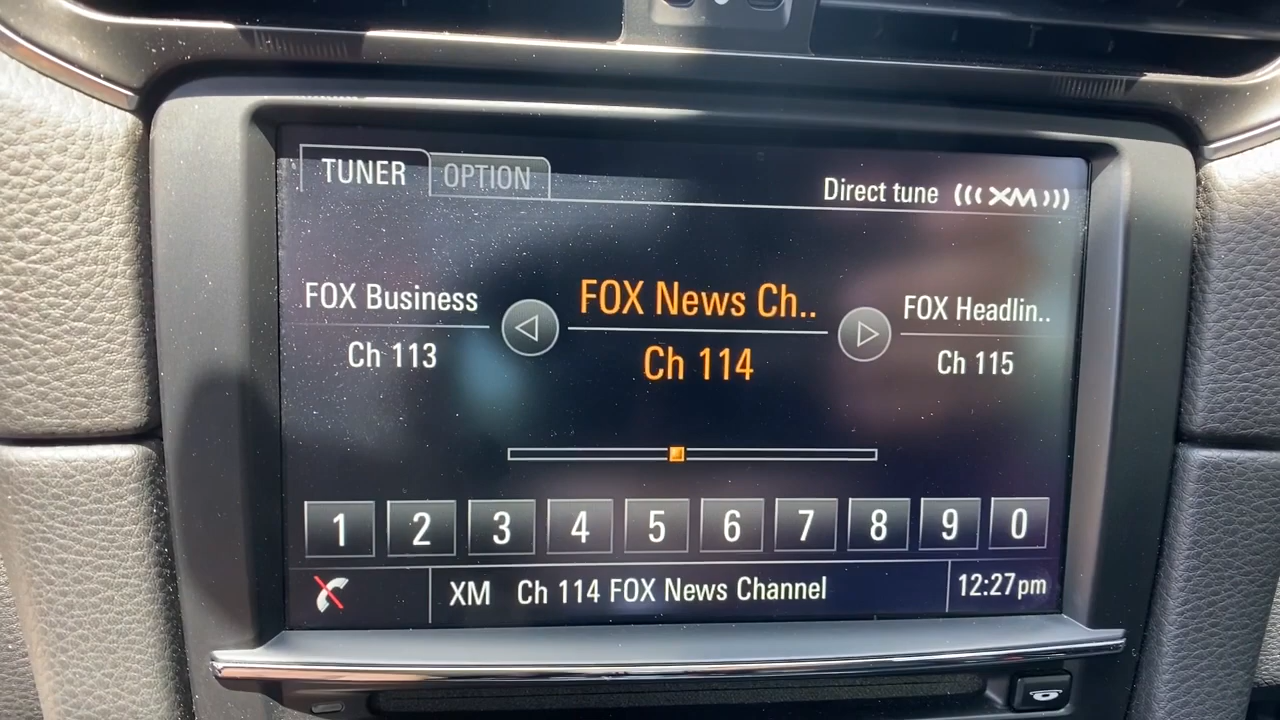 TUNER OPTION
Direct tune ((( XM )))
FOX Business FOX News Ch.. FOX Headlin..
Ch 113 Ch 114 Ch 115
1 2 3 4 5 6 7 8 9 0
XM Ch 114 FOX News Channel 12:27pm